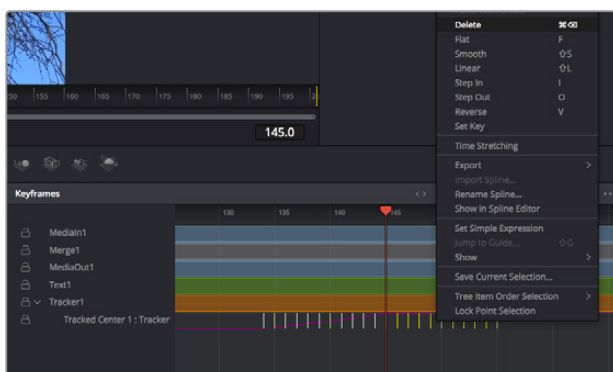 Delete ⌘⌫
Flat F
Smooth ⇧S
Linear ⇧L
Step In I
Step Out O
Reverse V
Set Key
Time Stretching
Export >
Import Spline...
Rename Spline...
Show in Spline Editor
Set Simple Expression
Jump to Guide... ⇧G
Show >
Save Current Selection...
Tree Item Order Selection >
Lock Point Selection
155 160 165 170 175 180 185 190 195
145.0
Keyframes
130 135 140 145
MediaIn1
Merge1
MediaOut1
Text1
Tracker1
Tracked Center 1 : Tracker